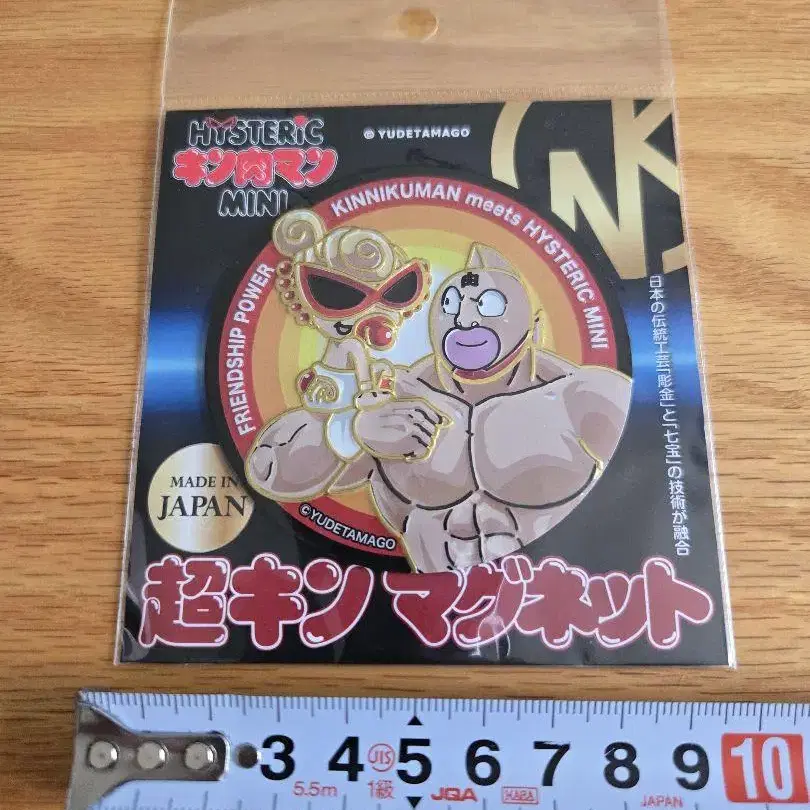 HYSTERIC
キン肉マン
MINI
© YUDETAMAGO
KINNIKUMAN meets HYSTERIC MINI
FRIENDSHIP POWER
©YUDETAMAGO
日本の伝統工芸「彫金」と「七宝」の技術が融合
MADE IN
JAPAN
超キン マグネット
3 4 5 6 7 8 9 10
5.5m JIS 1級 JQA JAPAN